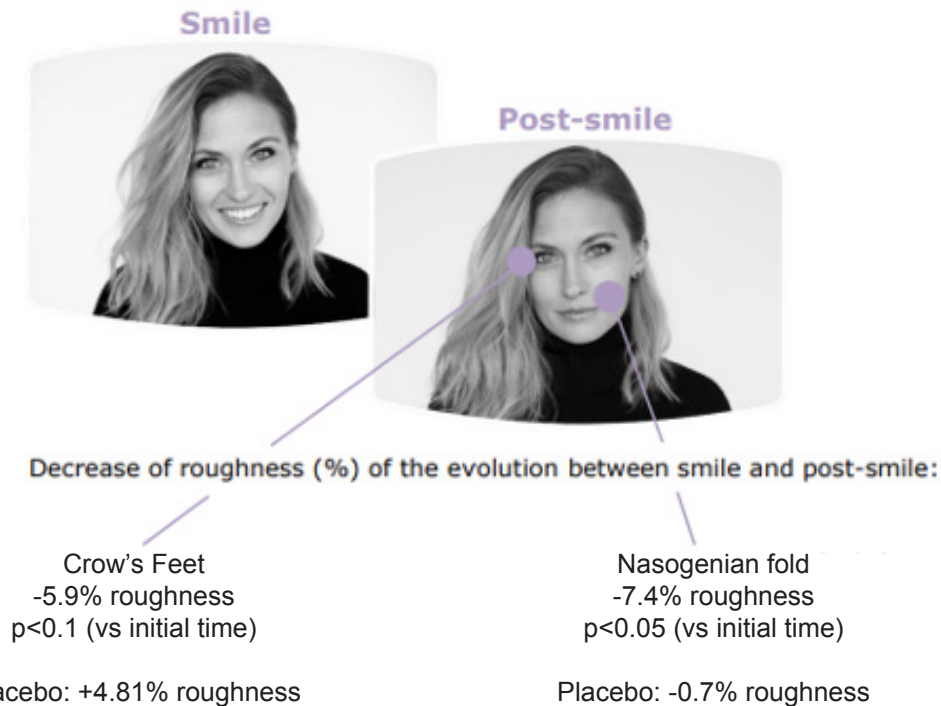 Smile
Post-smile
Decrease of roughness (%) of the evolution between smile and post-smile:
Crow’s Feet
-5.9% roughness
p<0.1 (vs initial time)
acebo: +4.81% roughness
Nasogenian fold
-7.4% roughness
p<0.05 (vs initial time)
Placebo: -0.7% roughness